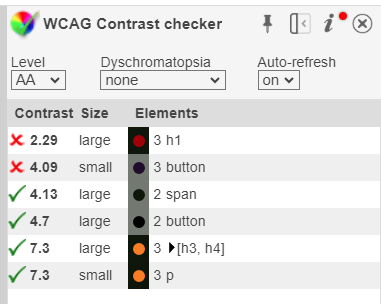 WCAG Contrast checker
Level Dyschromatopsia Auto-refresh
AA none on
Contrast Size Elements
2.29 large 3 h1
4.09 small 3 button
4.13 large 2 span
4.7 large 2 button
7.3 large 3 [h3, h4]
7.3 small 3 p